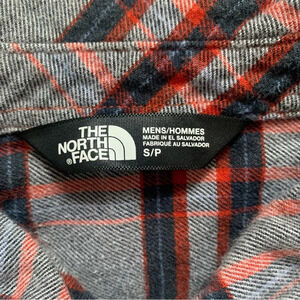 THE
NORTH
FACE
®
MENS/HOMMES
MADE IN EL SALVADOR
FABRIQUÉ AU SALVADOR
S/P